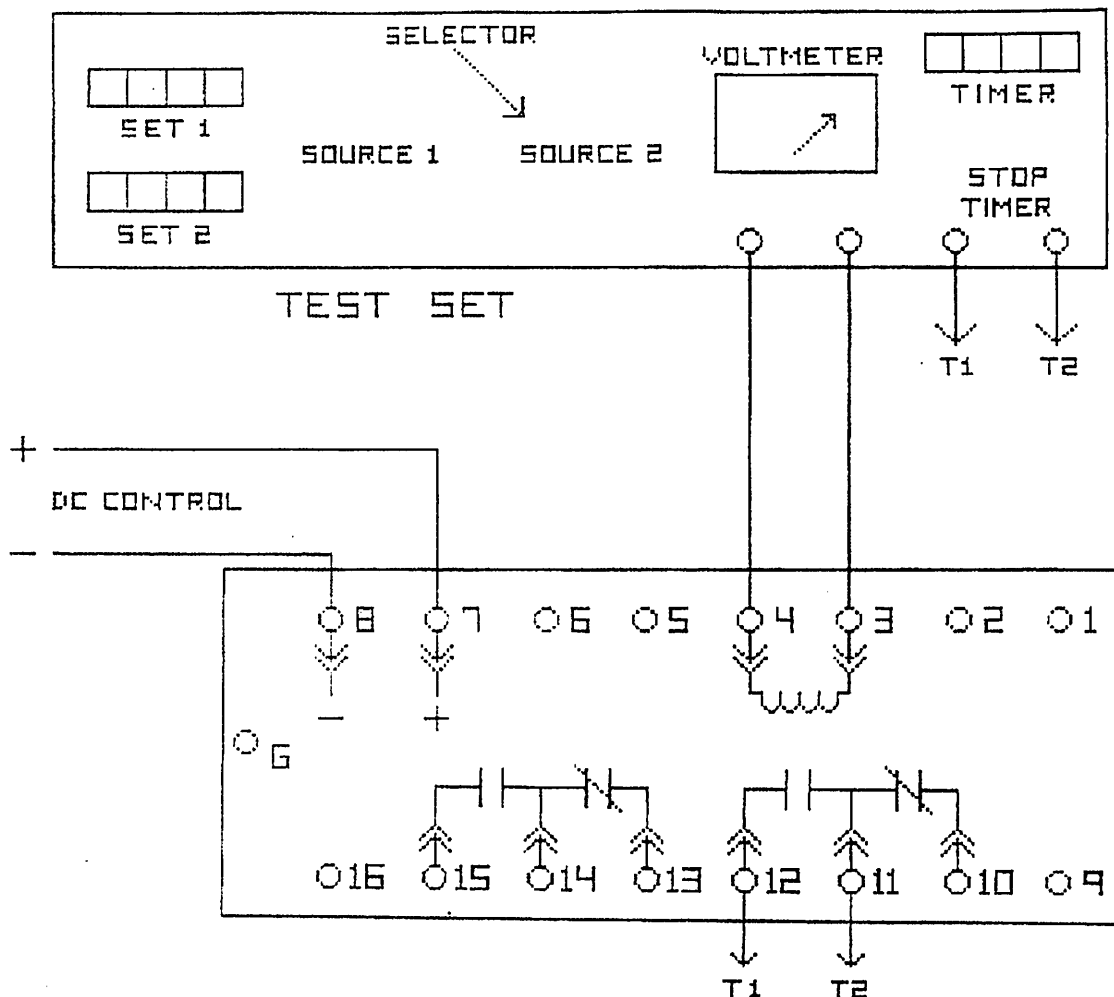 SELECTOR
VOLTMETER
TIMER
SET 1
SOURCE 1
SOURCE 2
STOP
TIMER
SET 2
TEST SET
T1
T2
+
DC CONTROL
-
8
7
6
5
4
3
2
1
- +
G
16
15
14
13
12
11
10
9
T1
T2